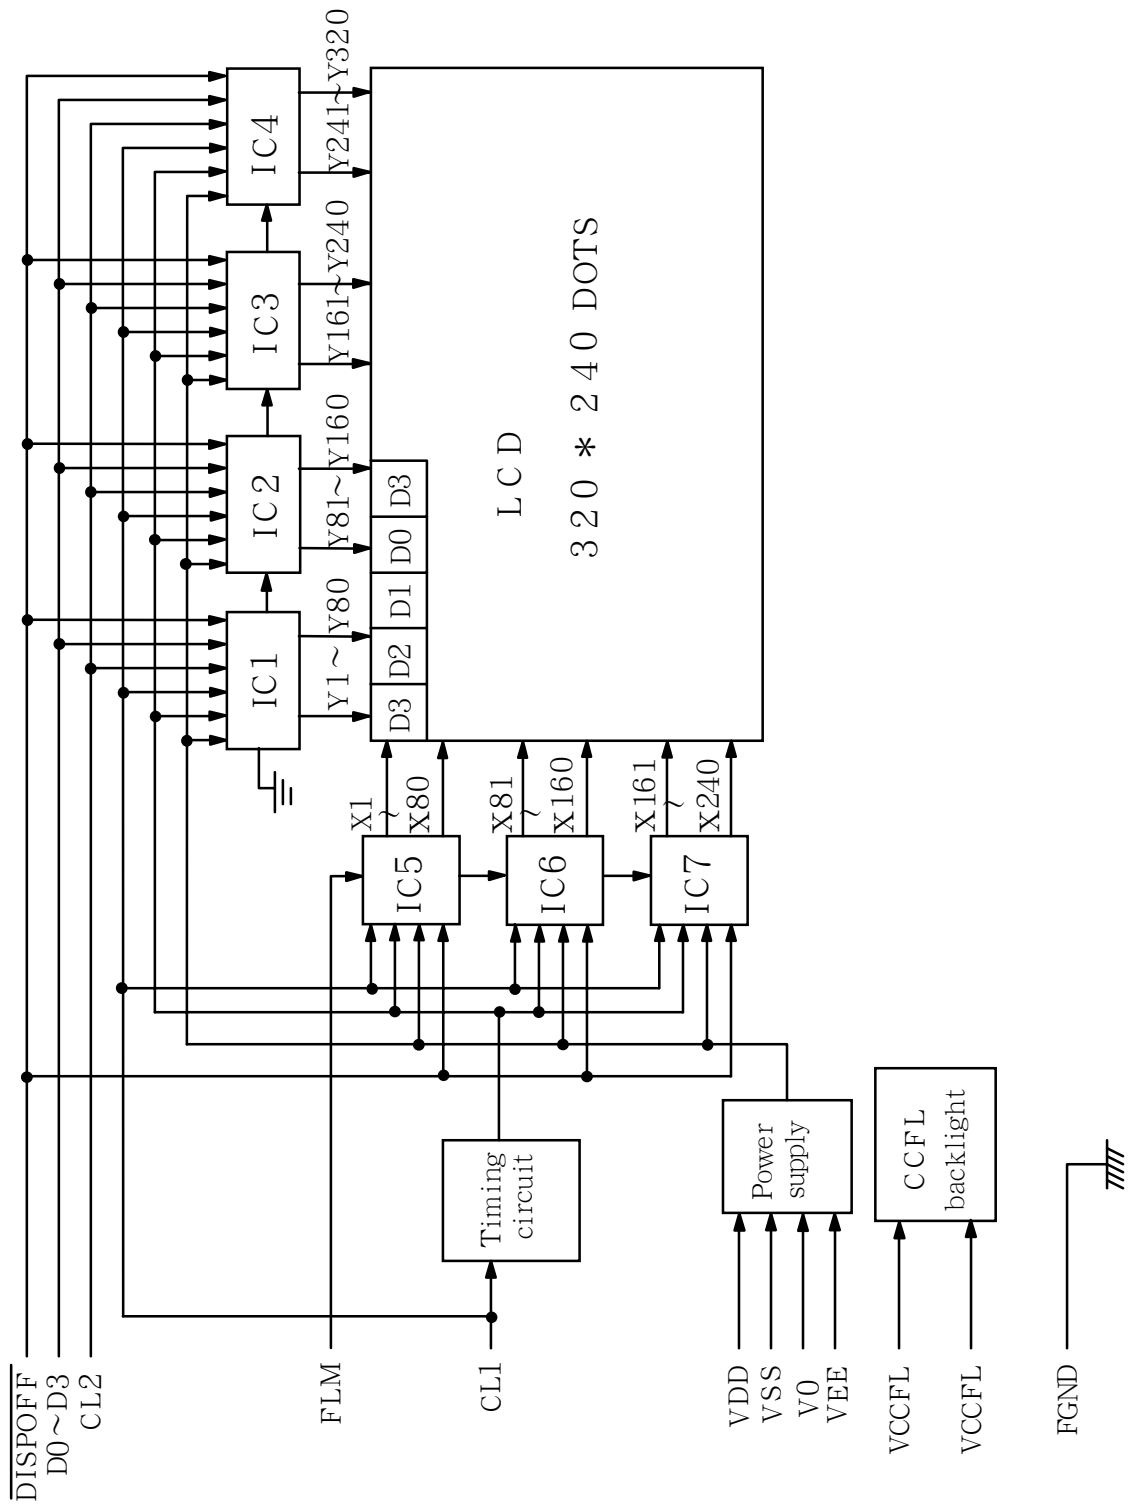 DISPOFF
D0~D3
CL2
FLM
CL1
VDD
VSS
V0
VEE
VCCFL
VCCFL
FGND
Timing
circuit
Power
supply
CCFL
backlight
IC5
IC6
IC7
X1
~
X80
X81
~
X160
X161
~
X240
IC1
IC2
IC3
IC4
Y1~Y80
Y81~Y160
Y161~Y240
Y241~Y320
D3
D2
D1
D0
D3
LCD
320*240 DOTS